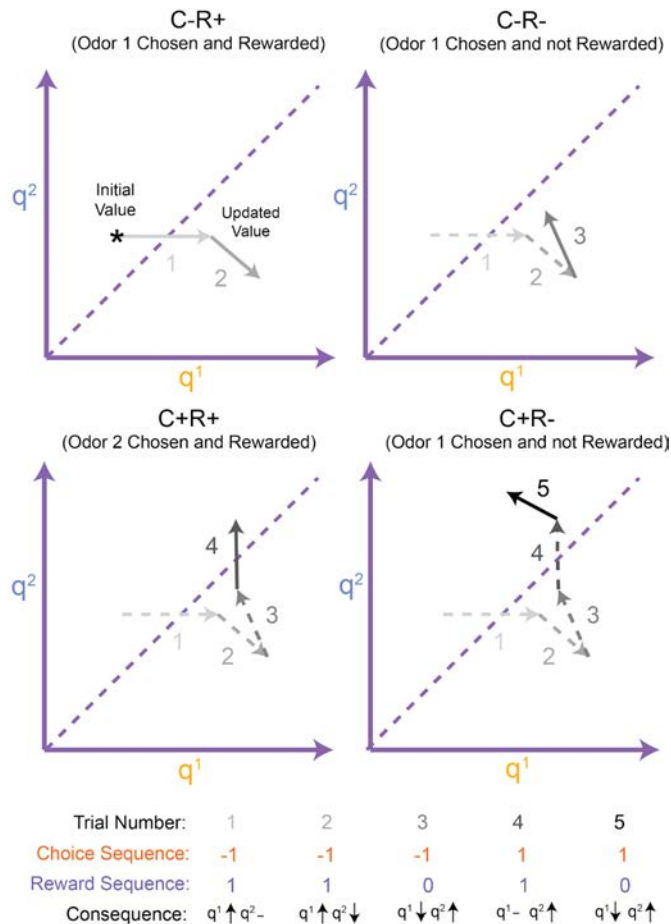 C-R+
(Odor 1 Chosen and Rewarded)
C-R-
(Odor 1 Chosen and not Rewarded)
q²
Initial
Value
*
Updated
Value
1
2
q¹
1
2
3
C+R+
(Odor 2 Chosen and Rewarded)
C+R-
(Odor 1 Chosen and not Rewarded)
q²
1
2
3
4
q¹
q²
1
2
3
4
5
q¹
Trial Number: 1 2 3 4 5
Choice Sequence: -1 -1 -1 1 1
Reward Sequence: 1 1 0 1 0
Consequence: q¹↑ q²– q¹↑ q²↓ q¹↓ q²↑ q¹– q²↑ q¹↓ q²↑